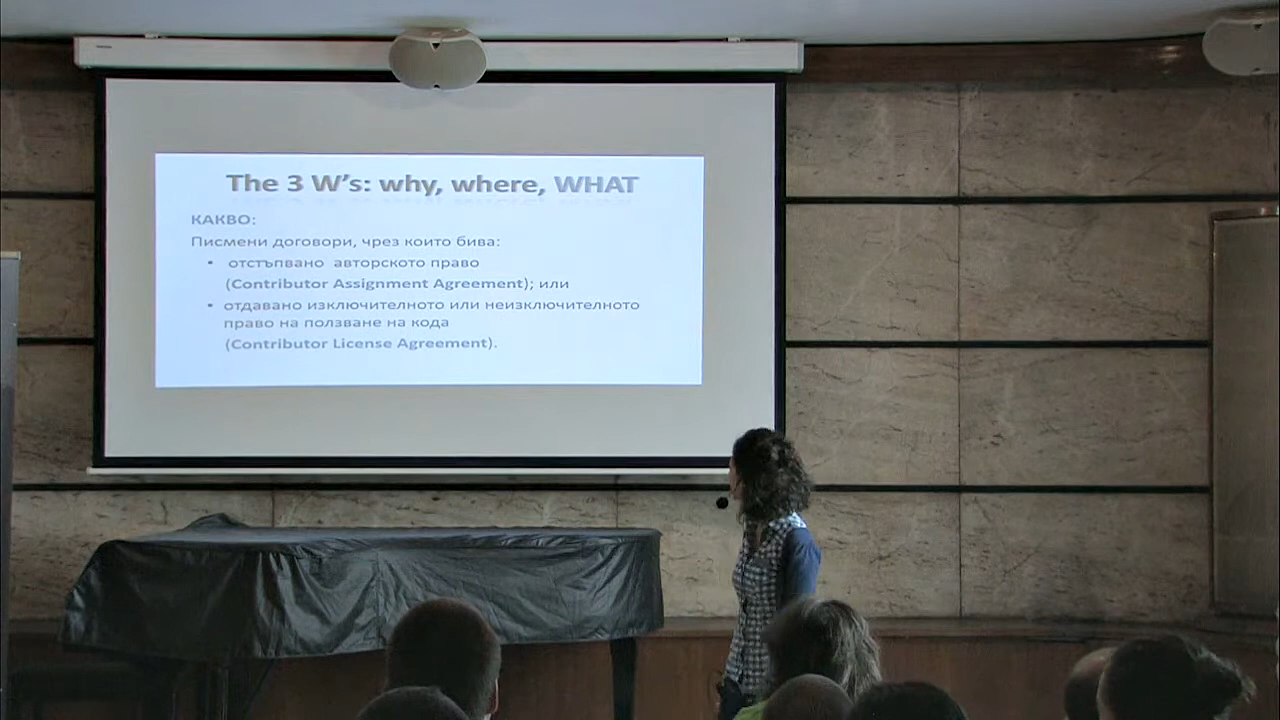 The 3 W's: why, where, WHAT
КАКВО:
Писмени договори, чрез които бива:
• отстъпвано авторското право
(Contributor Assignment Agreement); или
• отдавано изключителното или неизключителното
право на ползване на кода
(Contributor License Agreement).